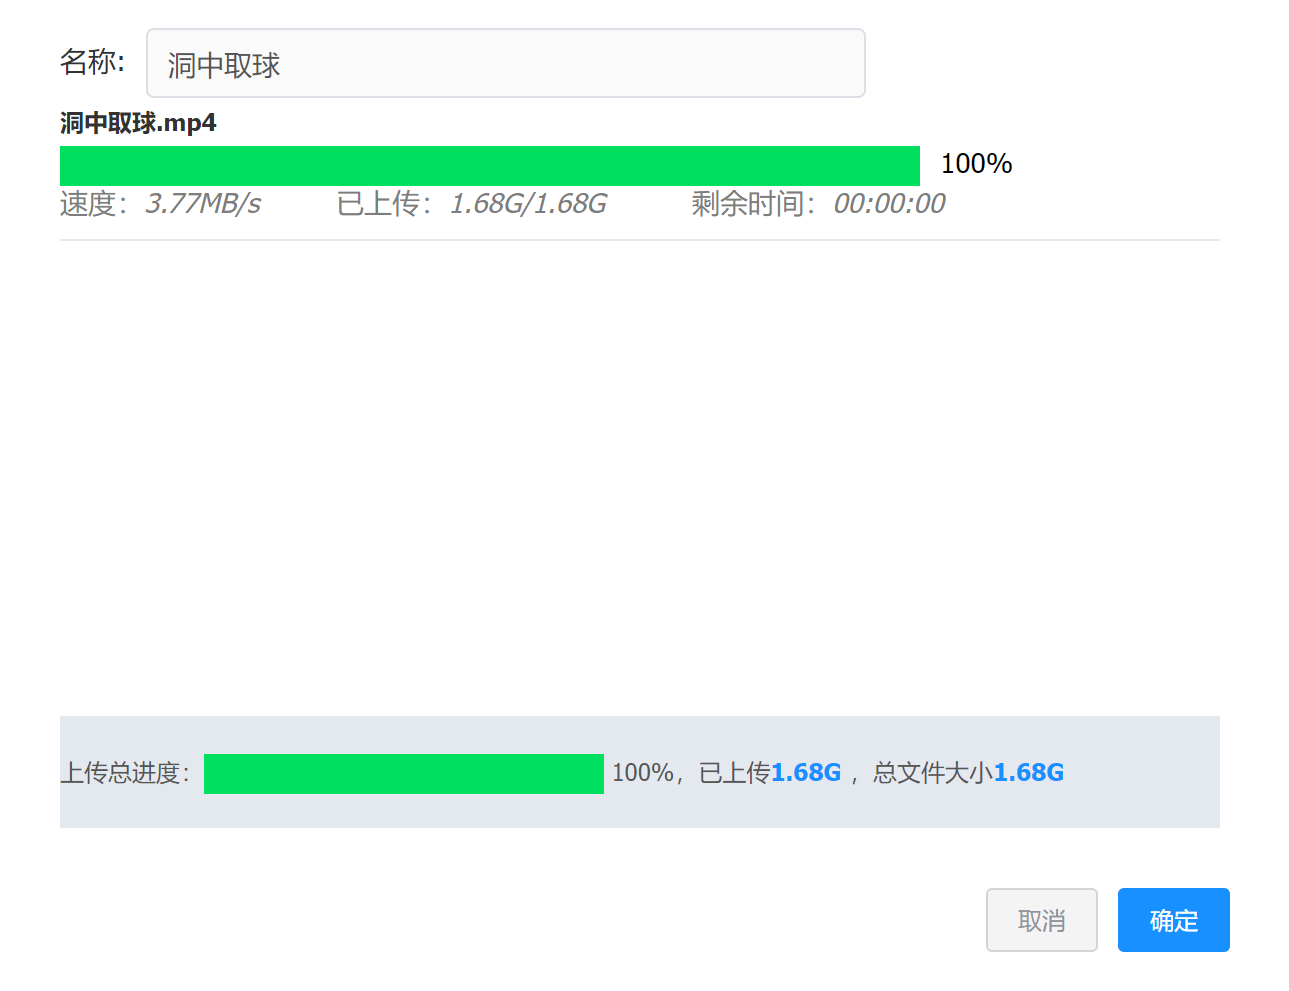 名称: 洞中取球
洞中取球.mp4
100%
速度：3.77MB/s 已上传：1.68G/1.68G 剩余时间：00:00:00
上传总进度： 100%，已上传1.68G ，总文件大小1.68G
取消 确定